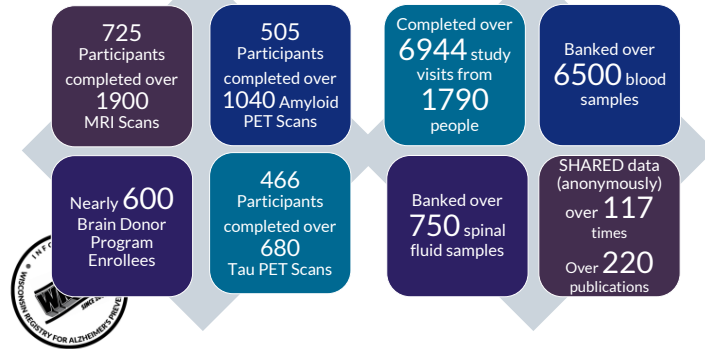 725
Participants
completed over
1900
MRI Scans
505
Participants
completed over
1040 Amyloid
PET Scans
Completed over
6944 study
visits from
1790
people
Banked over
6500 blood
samples
Nearly 600
Brain Donor
Program
Enrollees
466
Participants
completed over
680
Tau PET Scans
Banked over
750 spinal
fluid samples
SHARED data
(anonymously)
over 117
times
Over 220
publications
WISCONSIN REGISTRY FOR ALZHEIMER'S